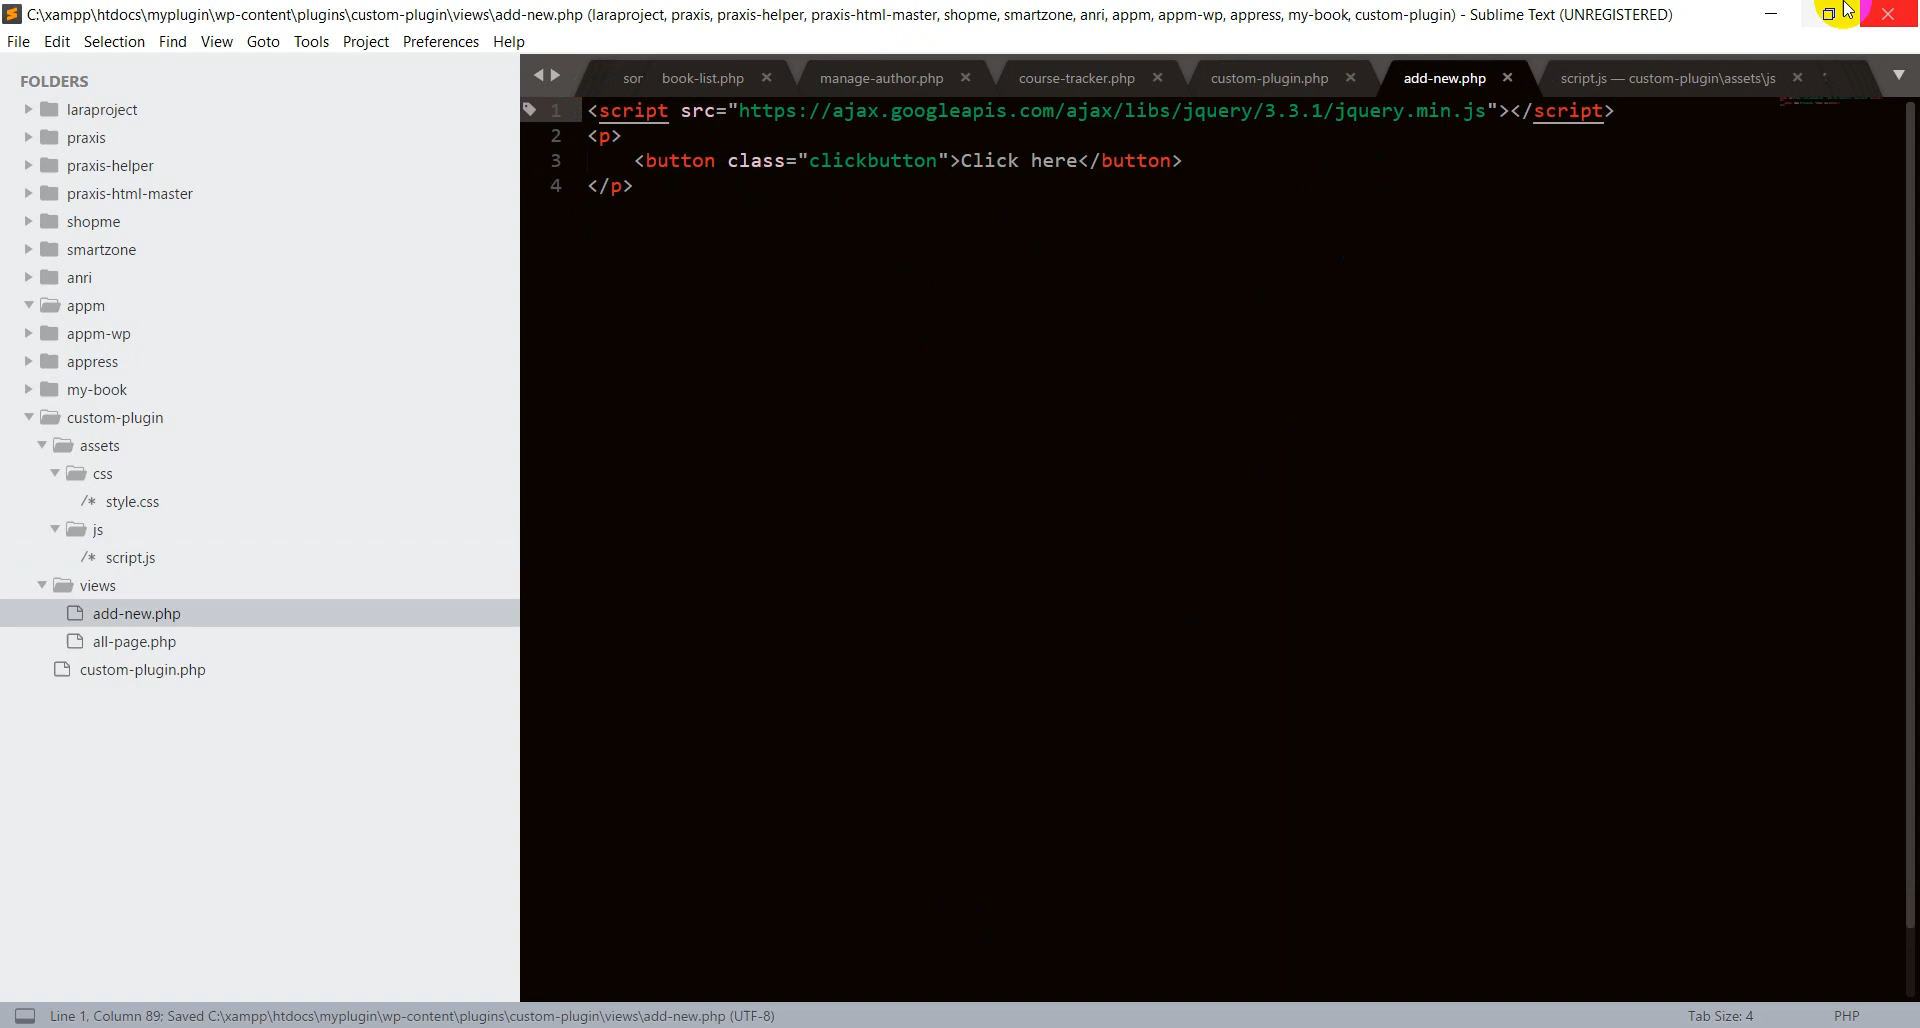 C:\xampp\htdocs\myplugin\wp-content\plugins\custom-plugin\views\add-new.php (laraproject, praxis, praxis-helper, praxis-html-master, shopme, smartzone, anri, appm, appm-wp, appress, my-book, custom-plugin) - Sublime Text (UNREGISTERED)
File Edit Selection Find View Goto Tools Project Preferences Help
FOLDERS
laraproject
praxis
praxis-helper
praxis-html-master
shopme
smartzone
anri
appm
appm-wp
appress
my-book
custom-plugin
assets
css
/* style.css
js
/* script.js
views
add-new.php
all-page.php
custom-plugin.php
sor book-list.php manage-author.php course-tracker.php custom-plugin.php add-new.php script.js — custom-plugin\assets\js
1 <script src="https://ajax.googleapis.com/ajax/libs/jquery/3.3.1/jquery.min.js"></script>
2 <p>
3 <button class="clickbutton">Click here</button>
4 </p>
Line 1, Column 89; Saved C:\xampp\htdocs\myplugin\wp-content\plugins\custom-plugin\views\add-new.php (UTF-8) Tab Size: 4 PHP